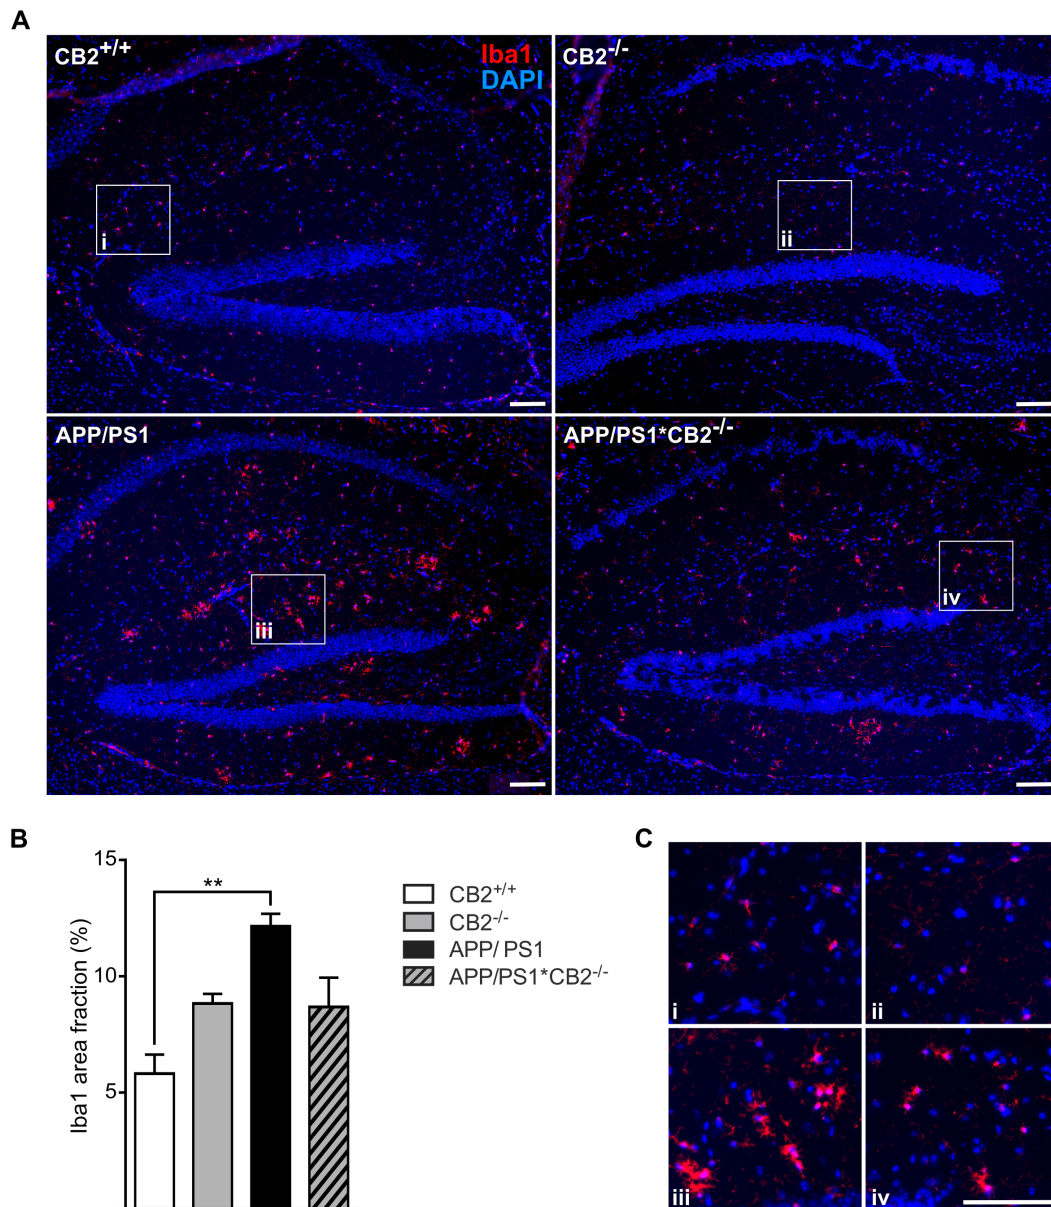 A
CB2+/+
Iba1
DAPI
CB2-/-
i
ii
APP/PS1
APP/PS1*CB2-/-
iii
iv
B
C
15
10
5
Iba1 area fraction (%)
**
CB2+/+
CB2-/-
APP/ PS1
APP/PS1*CB2-/-
i
ii
iii
iv